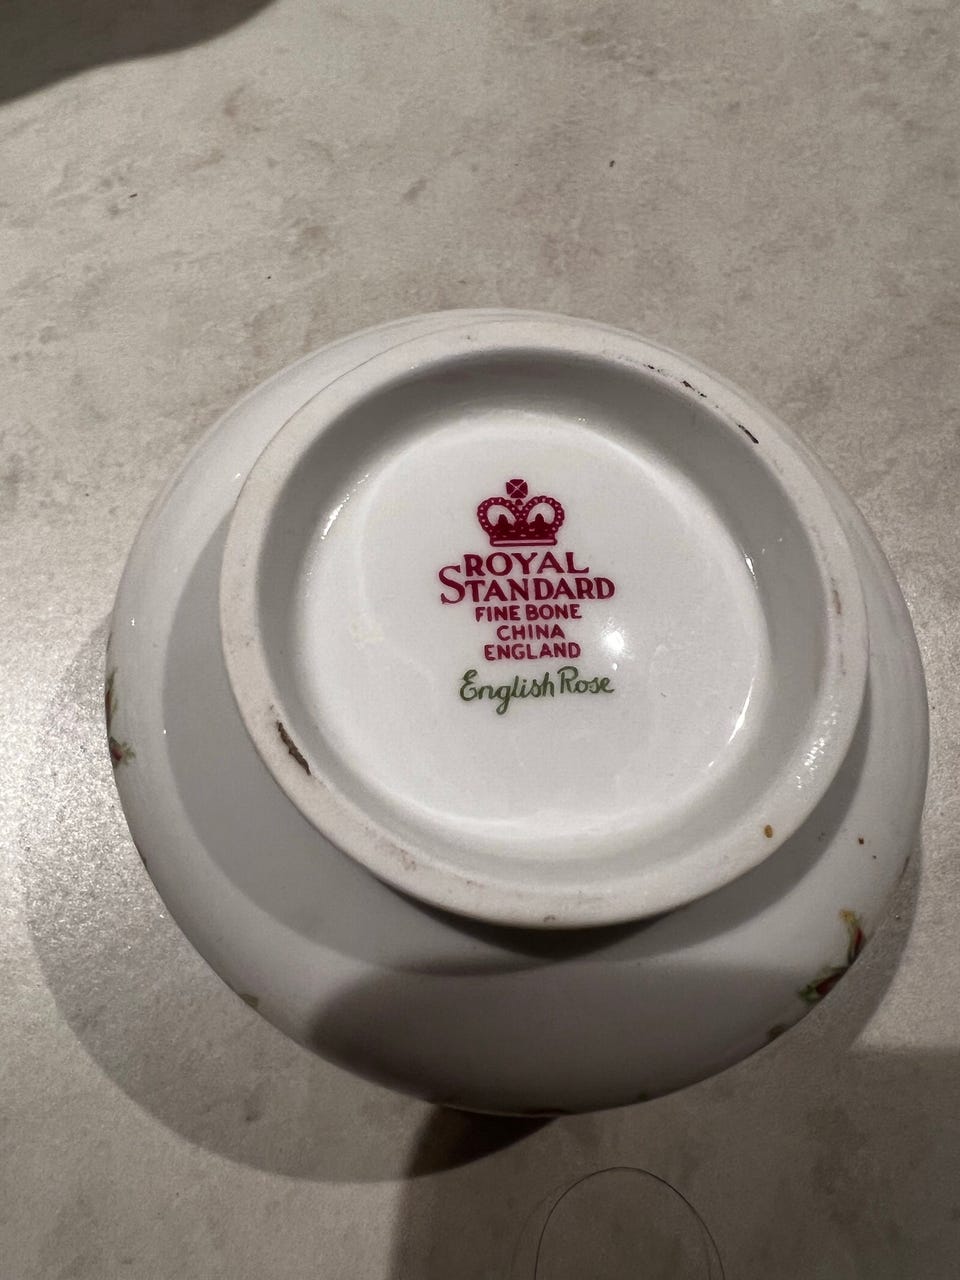 ROYAL
STANDARD
FINE BONE
CHINA
ENGLAND
English Rose